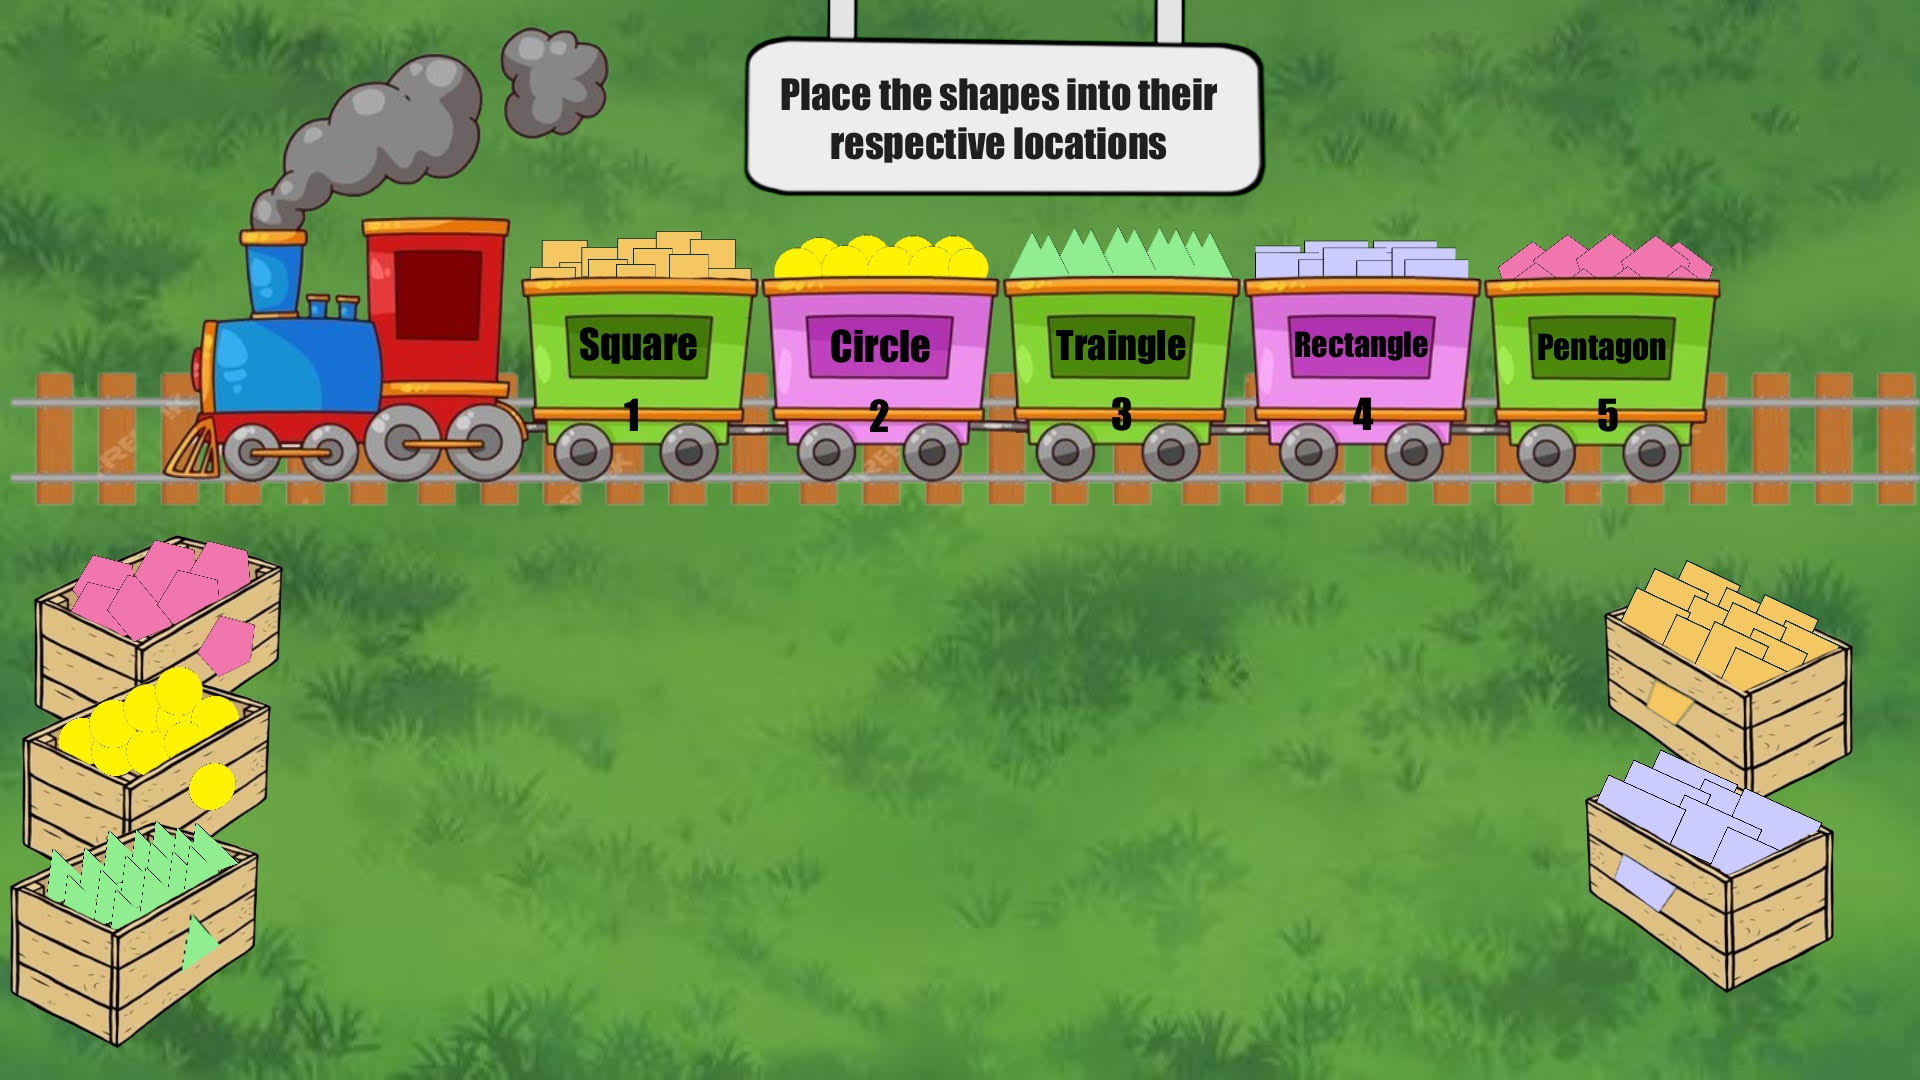 Place the shapes into their
respective locations
Square
Circle
Traingle
Rectangle
Pentagon
1
2
3
4
5